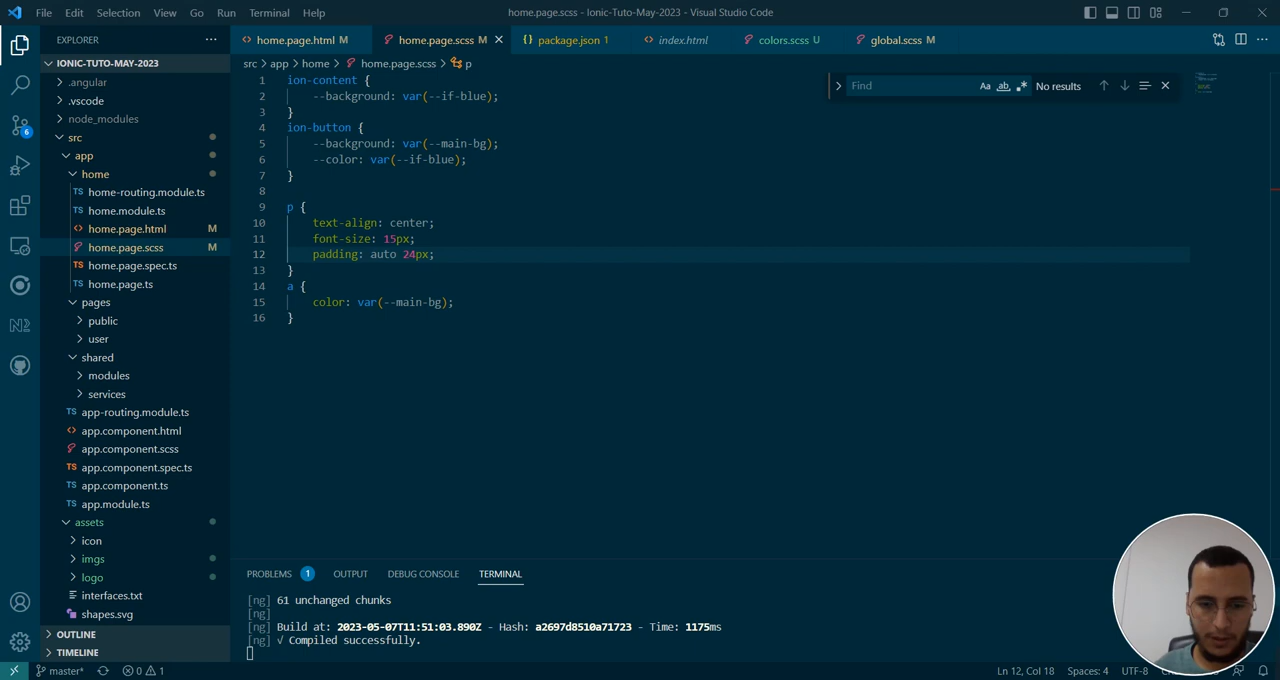 File Edit Selection View Go Run Terminal Help
home.page.scss - Ionic-Tuto-May-2023 - Visual Studio Code
EXPLORER
home.page.html M
home.page.scss M
package.json 1
index.html
colors.scss U
global.scss M
IONIC-TUTO-MAY-2023
src > app > home > home.page.scss > p
.angular
.vscode
node_modules
src
app
home
home-routing.module.ts
home.module.ts
home.page.html M
home.page.scss M
home.page.spec.ts
home.page.ts
pages
public
user
shared
modules
services
app-routing.module.ts
app.component.html
app.component.scss
app.component.spec.ts
app.component.ts
app.module.ts
assets
icon
imgs
logo
interfaces.txt
shapes.svg
OUTLINE
TIMELINE
6
1 ion-content {
2 --background: var(--if-blue);
3 }
4 ion-button {
5 --background: var(--main-bg);
6 --color: var(--if-blue);
7 }
8
9 p {
10 text-align: center;
11 font-size: 15px;
12 padding: auto 24px;
13 }
14 a {
15 color: var(--main-bg);
16 }
Find
Aa ab .*
No results
PROBLEMS 1 OUTPUT DEBUG CONSOLE TERMINAL
[ng] 61 unchanged chunks
[ng]
[ng] Build at: 2023-05-07T11:51:03.890Z - Hash: a2697d8510a71723 - Time: 1175ms
[ng] √ Compiled successfully.
master* 0 1
Ln 12, Col 18 Spaces: 4 UTF-8